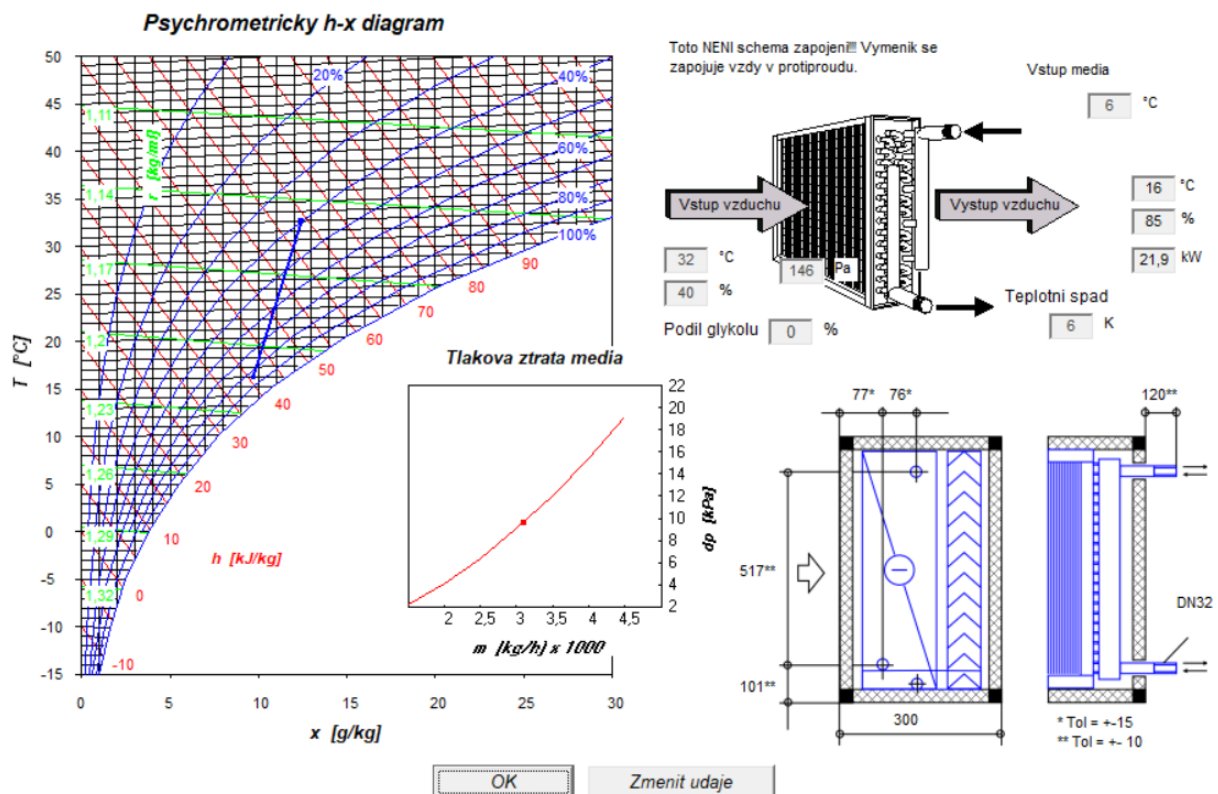 Psychrometricky h-x diagram
T [°C]
50
45
40
35
30
25
20
15
10
5
0
-5
-10
-15
1,11
1,14
1,17
1,2
1,23
1,26
1,29
1,32
r [kg/m³]
20%
40%
60%
80%
100%
90
80
70
60
50
40
30
20
10
0
-10
h [kJ/kg]
0
5
10
15
20
25
30
x [g/kg]
Tlakova ztrata media
22
20
18
16
14
12
10
8
6
4
2
dp [kPa]
2
2,5
3
3,5
4
4,5
m [kg/h] x 1000
Toto NENI schema zapojeni!!! Vymenik se
zapojuje vzdy v protiproudu.
Vstup media
6 °C
Vstup vzduchu
Vystup vzduchu
32 °C
40 %
146 Pa
16 °C
85 %
21,9 kW
Podil glykolu 0 %
Teplotni spad
6 K
77*
76*
120**
517**
101**
300
DN32
* Tol = +-15
** Tol = +- 10
OK
Zmenit udaje